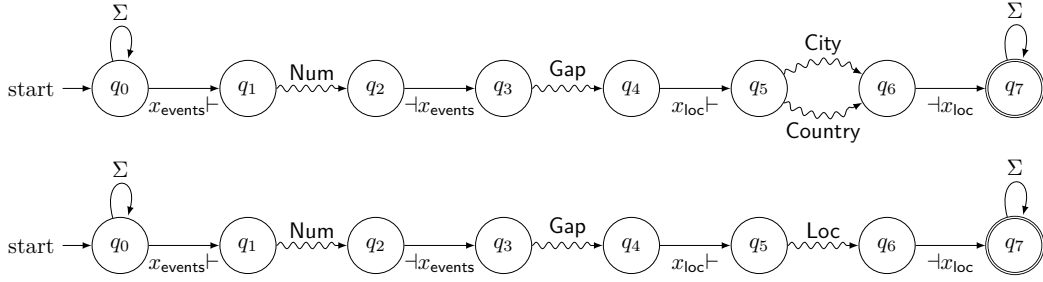 Σ Σ
City
Num Gap
start q0 q1 q2 q3 q4 q5 q6 q7
x_events⊢ ⊣x_events x_loc⊢ ⊣x_loc
Country
Σ Σ
Num Gap Loc
start q0 q1 q2 q3 q4 q5 q6 q7
x_events⊢ ⊣x_events x_loc⊢ ⊣x_loc